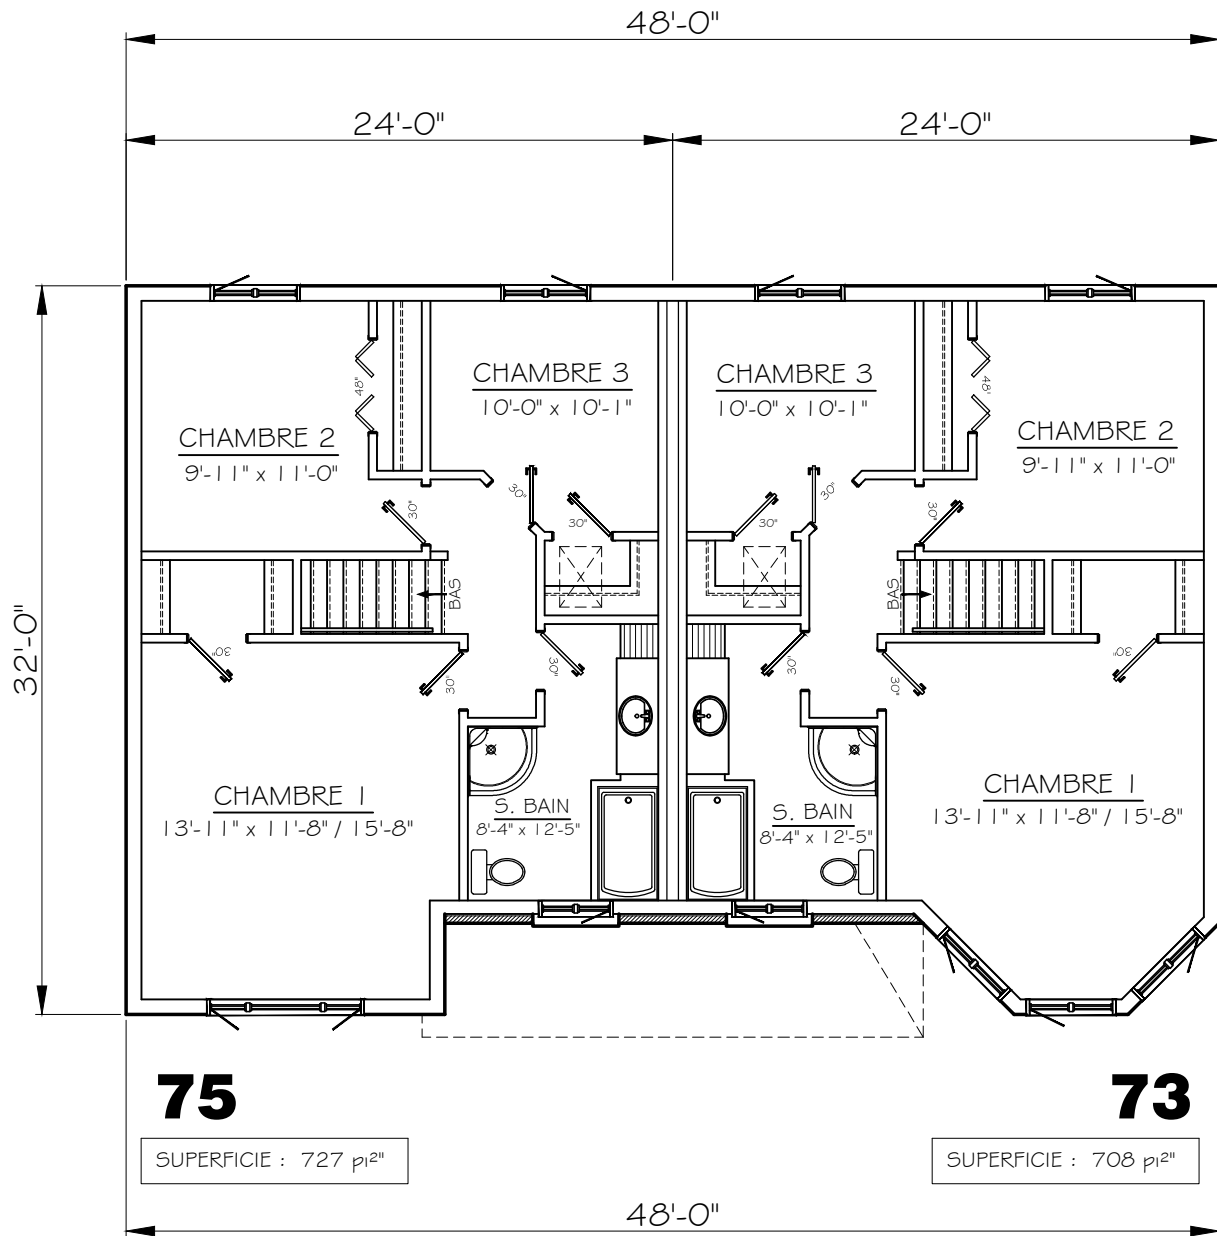 48'-0"
24'-0"
24'-0"
32'-0"
CHAMBRE 3
10'-0" x 10'-1"
CHAMBRE 3
10'-0" x 10'-1"
48"
48"
CHAMBRE 2
9'-11" x 11'-0"
CHAMBRE 2
9'-11" x 11'-0"
30"
30"
30"
30"
30"
30"
X
X
BAS
BAS
30"
30"
30"
30"
30"
30"
CHAMBRE 1
13'-11" x 11'-8" / 15'-8"
S. BAIN
8'-4" x 12'-5"
S. BAIN
8'-4" x 12'-5"
CHAMBRE 1
13'-11" x 11'-8" / 15'-8"
75
73
SUPERFICIE : 727 pi²"
SUPERFICIE : 708 pi²"
48'-0"